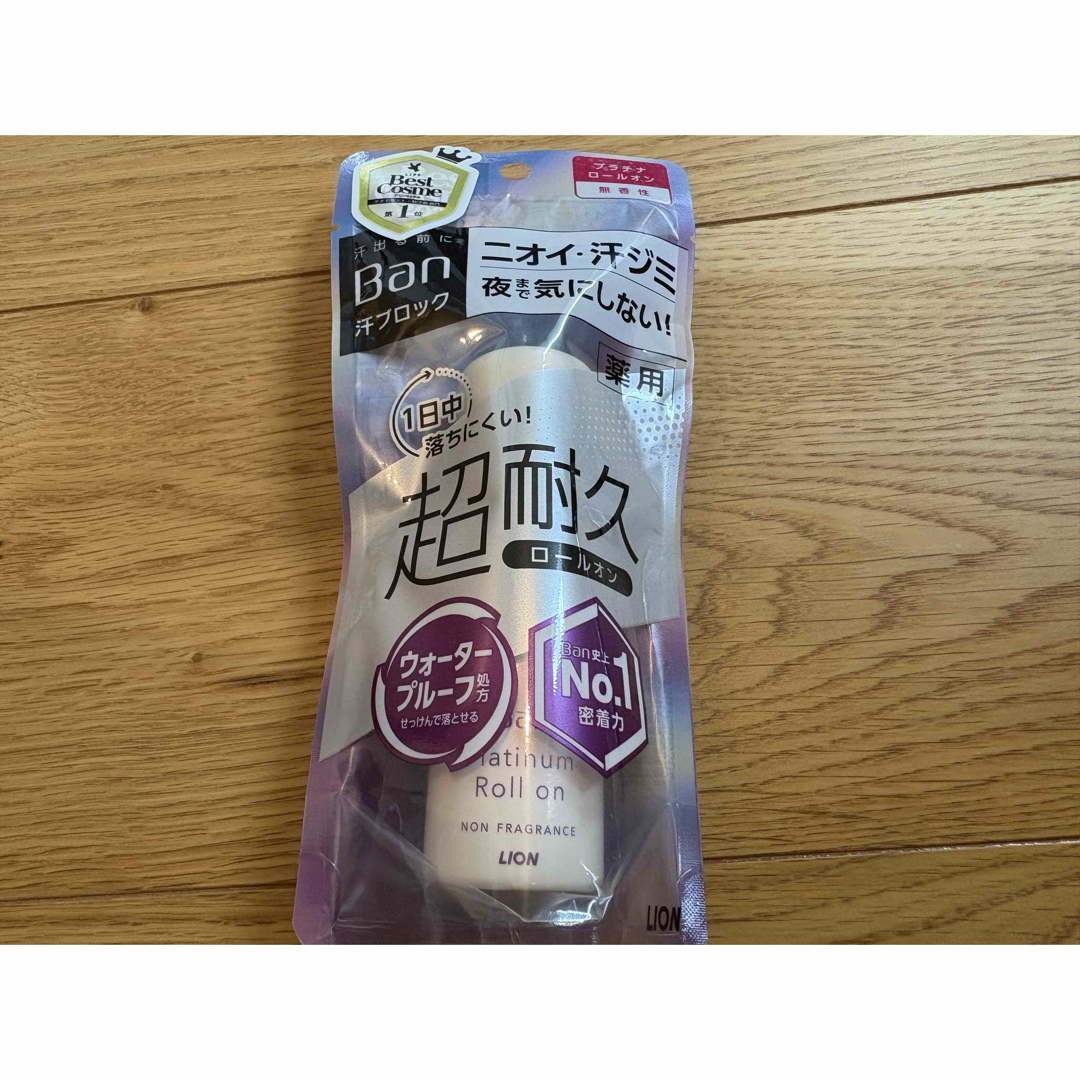 LIPS
Best
Cosme
第1位
プラチナ
ロールオン
無香性
汗出る前に
Ban
汗ブロック
ニオイ・汗ジミ
夜まで気にしない!
薬用
1日中
落ちにくい!
超耐久
ロールオン
ウォーター
プルーフ処方
せっけんで落とせる
Ban史上
No.1
密着力
latinum
Roll on
NON FRAGRANCE
LION
LION